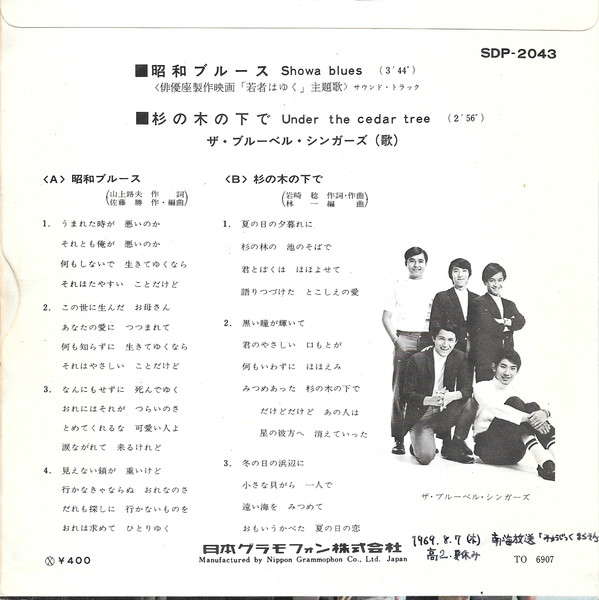 SDP-2043
■昭和ブルース Showa blues (3′44″)
〈俳優座製作映画「若者はゆく」主題歌〉サウンド・トラック
■杉の木の下で Under the cedar tree (2′56″)
ザ・ブルーベル・シンガーズ(歌)
〈A〉昭和ブルース
(山上路夫 作 詞
佐藤 勝 作・編曲)
1. うまれた時が 悪いのか
それとも俺が 悪いのか
何もしないで 生きてゆくなら
それはたやすい ことだけど
2. この世に生んだ お母さん
あなたの愛に つつまれて
何も知らずに 生きてゆくなら
それはやさしい ことだけど
3. なんにもせずに 死んでゆく
おれにはそれが つらいのさ
とめてくれるな 可愛い人よ
涙ながれて 来るけれど
4. 見えない鎖が 重いけど
行かなきゃならぬ おれなのさ
だれも探しに 行かないものを
おれは求めて ひとりゆく
〈B〉杉の木の下で
(岩崎 稔 作詞・作曲
林 一 編 曲)
1. 夏の日の夕暮れに
杉の林の 池のそばで
君とぼくは ほほよせて
語りつづけた とこしえの愛
2. 黒い瞳が輝いて
君のやさしい 口もとが
何もいわずに ほほえみ
みつめあった 杉の木の下で
だけどだけど あの人は
星の彼方へ 消えていった
3. 冬の日の浜辺に
小さな貝がら 一人で
遠い海を みつめて
おもいうかべた 夏の日の恋
ザ・ブルーベル・シンガーズ
Ⓧ ¥400
日本グラモフォン株式会社
Manufactured by Nippon Grammophon Co., Ltd. Japan
1969.8.7(木) 南海放送
高2.夏休み
TO 6907